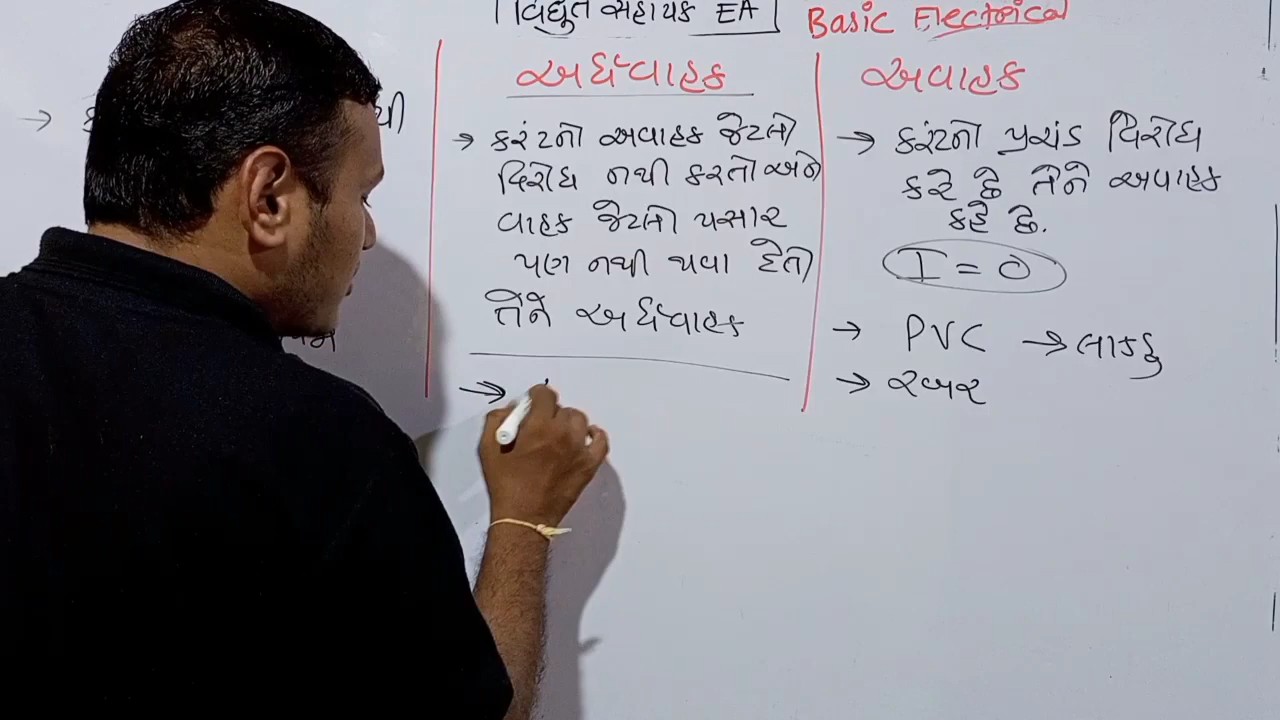 વિદ્યુત સહાયક EA
Basic Electrical
અર્ધવાહક
→ કરંટનો અવાહક જેટલો
વિરોધ નથી કરતો અને
વાહક જેટલો પસાર
પણ નથી થવા દેતો
તેને અર્ધવાહક
અવાહક
→ કરંટનો પ્રચંડ વિરોધ
કરે છે તેને અવાહક
કહે છે.
I = 0
→ PVC → લાકડુ
→ રબર